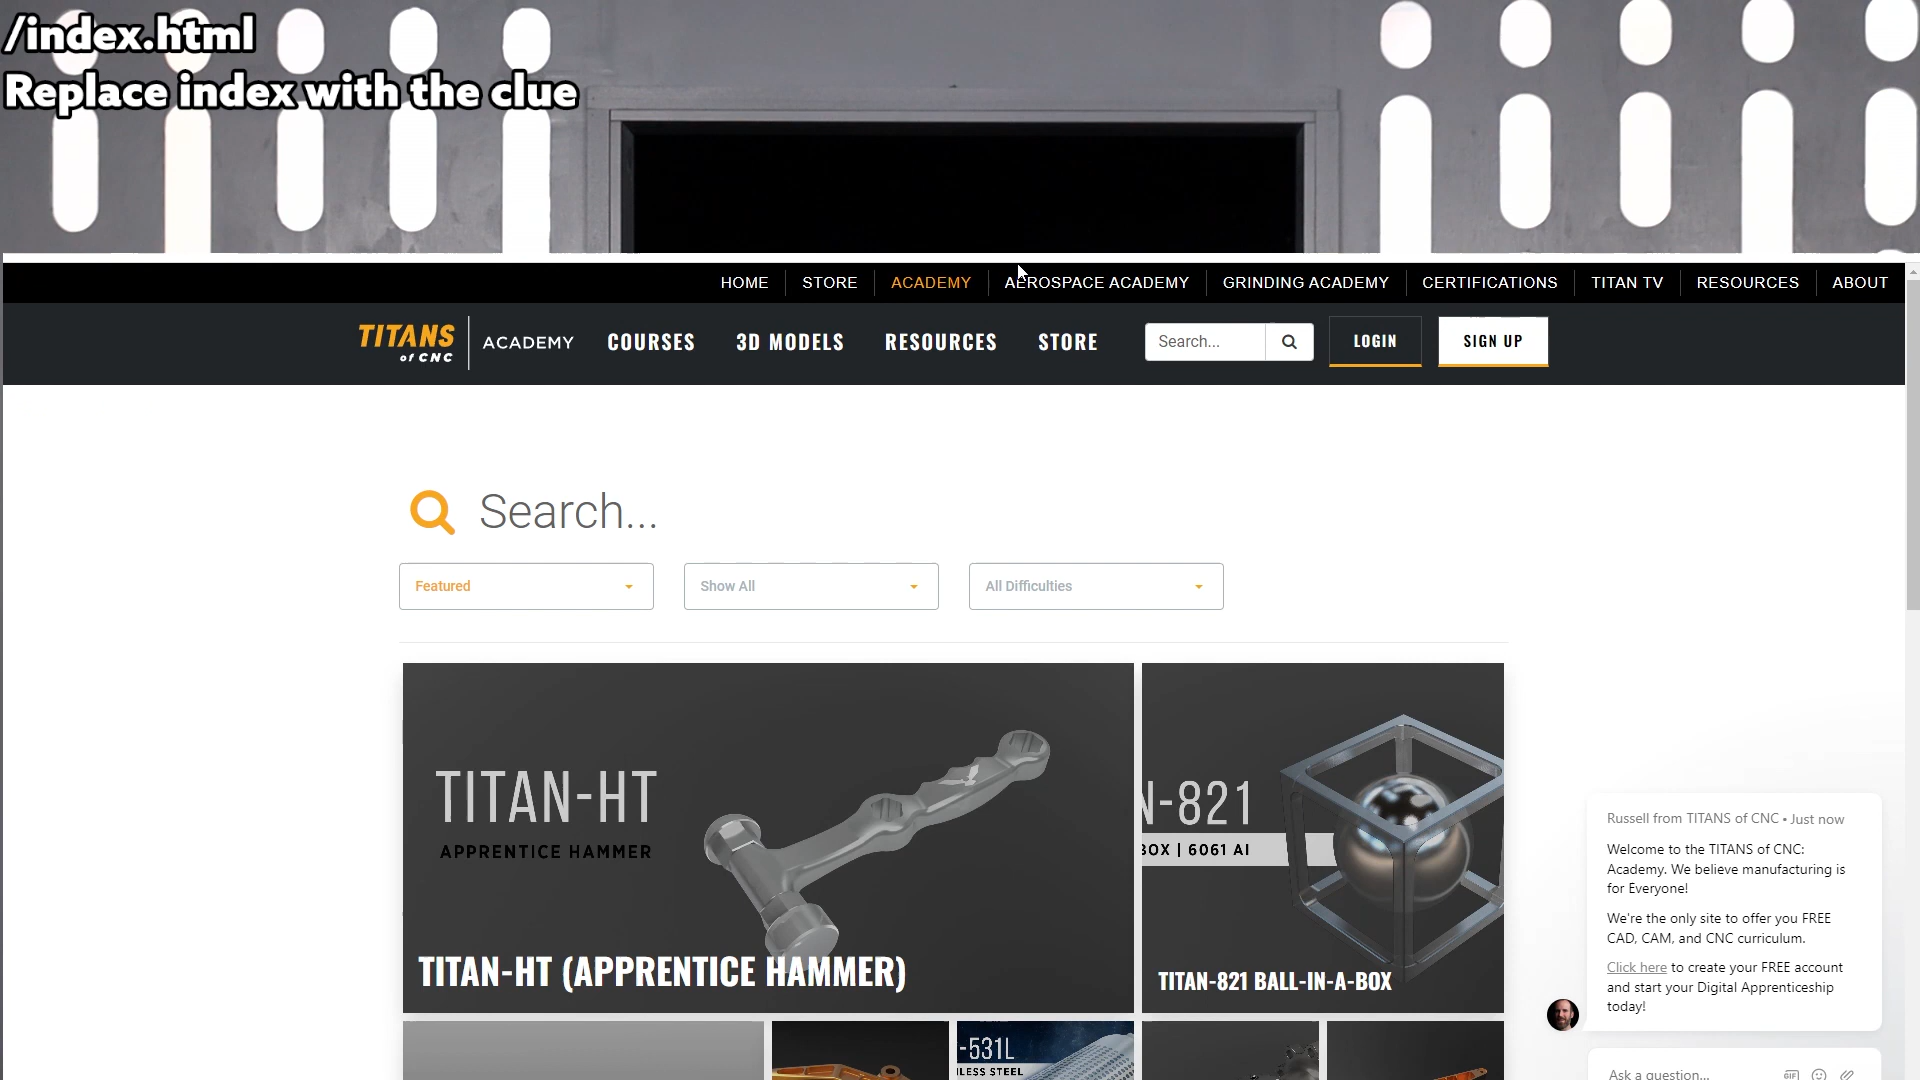 /index.html
Replace index with the clue
HOME STORE ACADEMY AEROSPACE ACADEMY GRINDING ACADEMY CERTIFICATIONS TITAN TV RESOURCES ABOUT
TITANS of CNC ACADEMY COURSES 3D MODELS RESOURCES STORE Search... LOGIN SIGN UP
Search...
Featured Show All All Difficulties
TITAN-HT
APPRENTICE HAMMER
TITAN-HT (APPRENTICE HAMMER)
N-821
BOX | 6061 Al
TITAN-821 BALL-IN-A-BOX
-531L
NLESS STEEL
Russell from TITANS of CNC • Just now
Welcome to the TITANS of CNC:
Academy. We believe manufacturing is
for Everyone!
We're the only site to offer you FREE
CAD, CAM, and CNC curriculum.
Click here to create your FREE account
and start your Digital Apprenticeship
today!
Ask a question... GIF